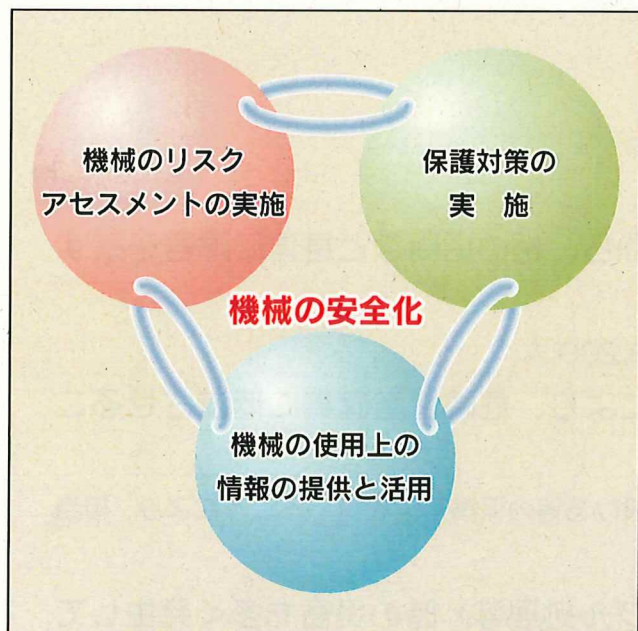 機械のリスク
アセスメントの実施
保護対策の
実　施
機械の安全化
機械の使用上の
情報の提供と活用